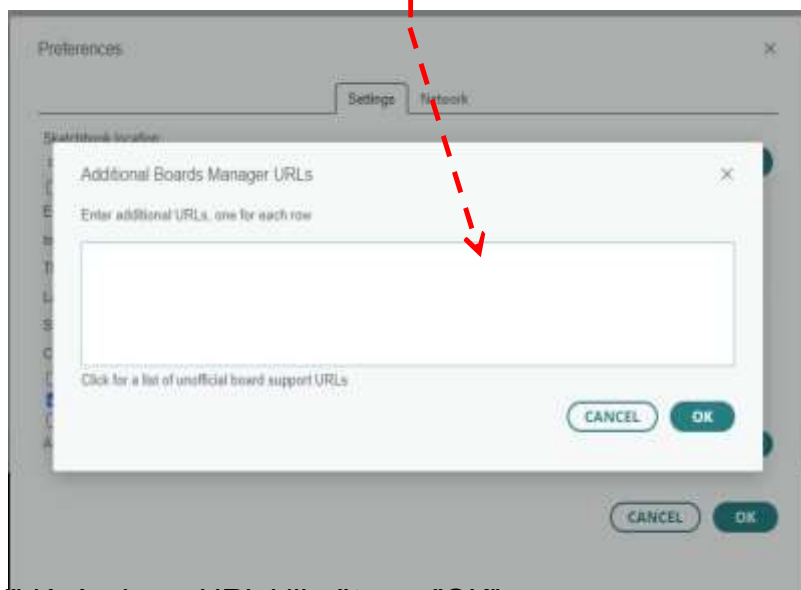 Preferences
Settings Network
Sketchbook location
Additional Boards Manager URLs
Enter additional URLs, one for each row
Click for a list of unofficial board support URLs
CANCEL OK
CANCEL OK
"OK"